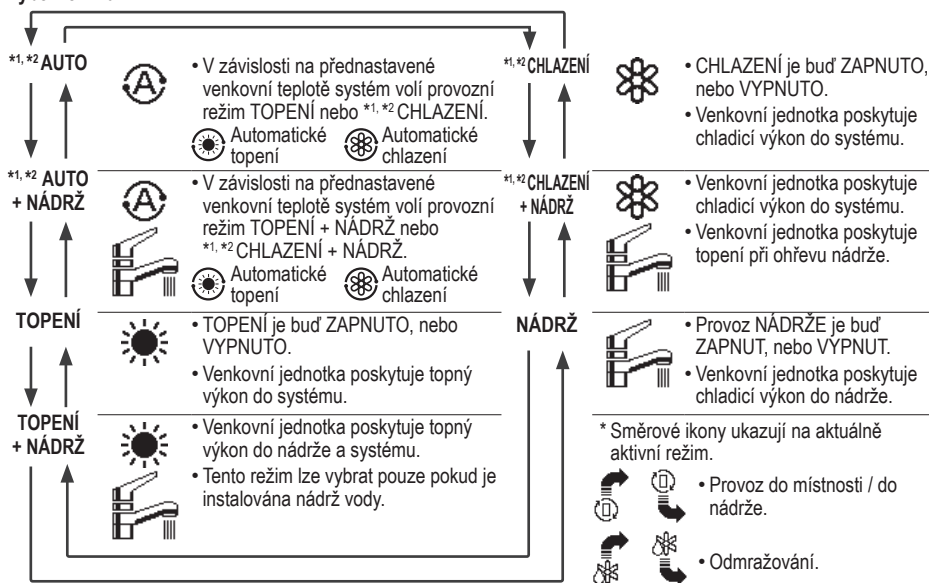 *1, *2 AUTO
• V závislosti na přednastavené
venkovní teplotě systém volí provozní
režim TOPENÍ nebo *1, *2 CHLAZENÍ.
Automatické
topení
Automatické
chlazení
*1, *2 AUTO
+ NÁDRŽ
• V závislosti na přednastavené
venkovní teplotě systém volí provozní
režim TOPENÍ + NÁDRŽ nebo
*1, *2 CHLAZENÍ + NÁDRŽ.
Automatické
topení
Automatické
chlazení
TOPENÍ
• TOPENÍ je buď ZAPNUTO, nebo
VYPNUTO.
• Venkovní jednotka poskytuje topný
výkon do systému.
TOPENÍ
+ NÁDRŽ
• Venkovní jednotka poskytuje topný
výkon do nádrže a systému.
• Tento režim lze vybrat pouze pokud je
instalována nádrž vody.
*1, *2 CHLAZENÍ
• CHLAZENÍ je buď ZAPNUTO,
nebo VYPNUTO.
• Venkovní jednotka poskytuje
chladicí výkon do systému.
*1, *2 CHLAZENÍ
+ NÁDRŽ
• Venkovní jednotka poskytuje
chladicí výkon do systému.
• Venkovní jednotka poskytuje
topení při ohřevu nádrže.
NÁDRŽ
• Provoz NÁDRŽE je buď
ZAPNUT, nebo VYPNUT.
• Venkovní jednotka poskytuje
chladicí výkon do nádrže.
* Směrové ikony ukazují na aktuálně
aktivní režim.
• Provoz do místnosti / do
nádrže.
• Odmražování.